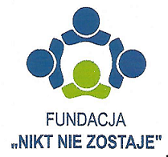 FUNDACJA
„NIKT NIE ZOSTAJE"